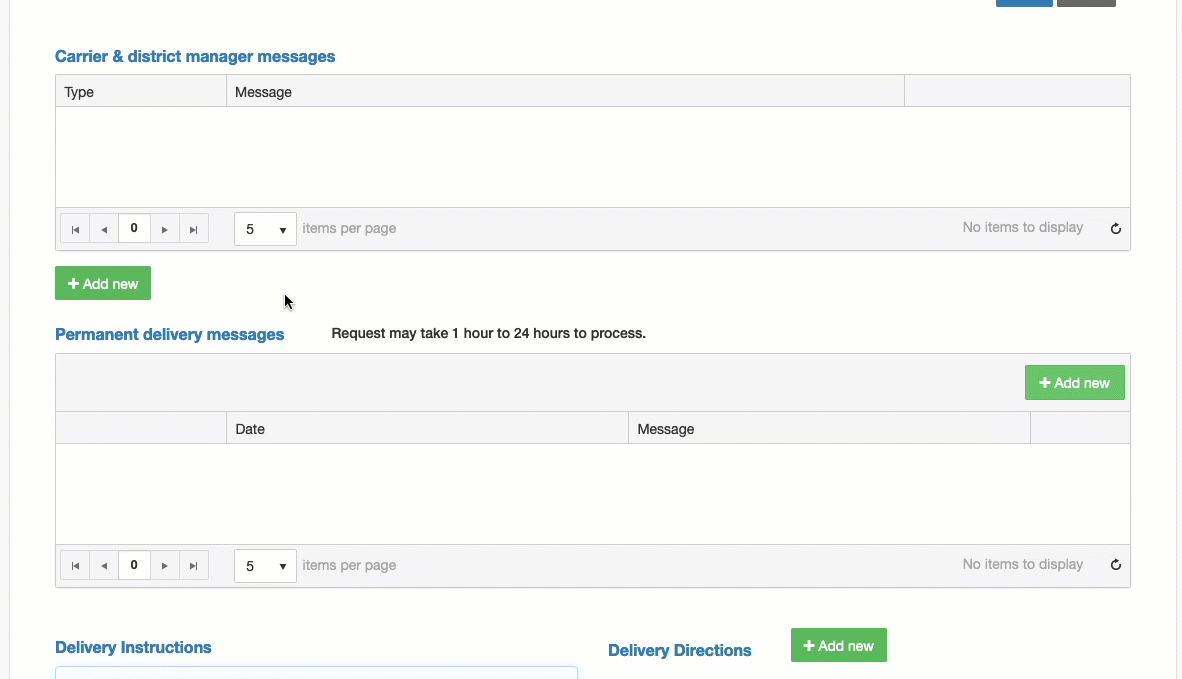 Carrier & district manager messages
Type Message
0 5 items per page No items to display
Add new
Permanent delivery messages Request may take 1 hour to 24 hours to process.
Add new
Date Message
0 5 items per page No items to display
Delivery Instructions Delivery Directions Add new